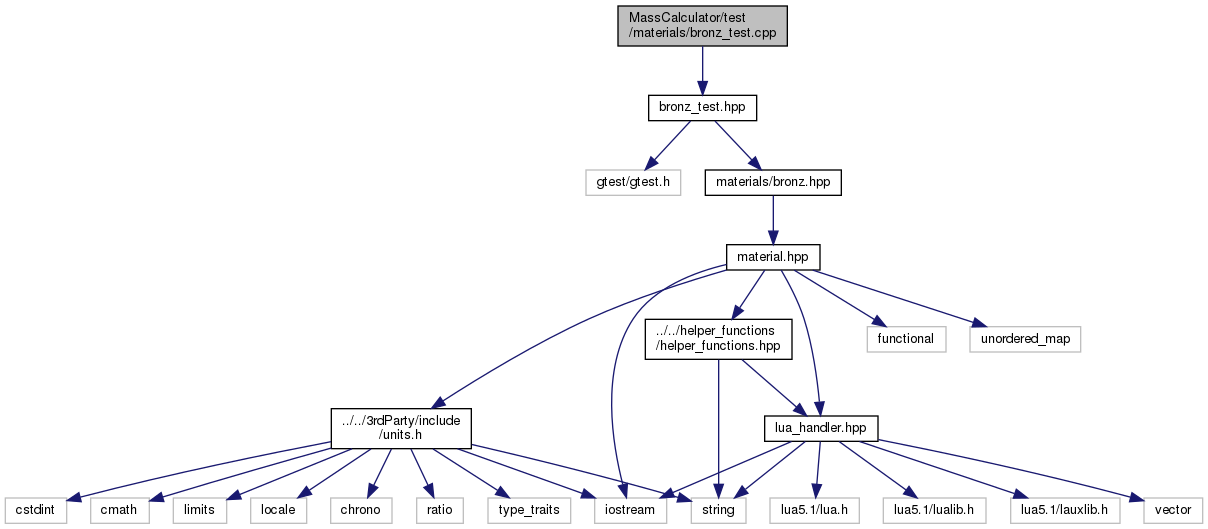 MassCalculator/test
/materials/bronz_test.cpp
bronz_test.hpp
gtest/gtest.h
materials/bronz.hpp
material.hpp
../../helper_functions
/helper_functions.hpp
functional
unordered_map
../../3rdParty/include
/units.h
lua_handler.hpp
cstdint
cmath
limits
locale
chrono
ratio
type_traits
iostream
string
lua5.1/lua.h
lua5.1/lualib.h
lua5.1/lauxlib.h
vector